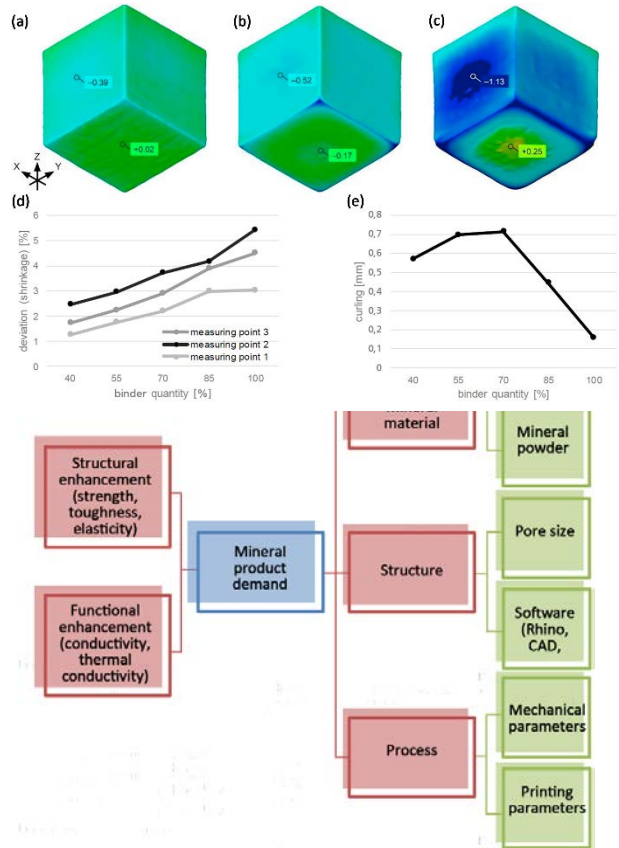 (a)
(b)
(c)
−0.39
+0.02
−0.52
−0.17
−1.13
+0.25
X
Z
Y
(d)
deviation (shrinkage) [%]
6
5
4
3
2
1
0
measuring point 3
measuring point 2
measuring point 1
40
55
70
85
100
binder quantity [%]
(e)
curling [mm]
0,8
0,7
0,6
0,5
0,4
0,3
0,2
0,1
0
40
55
70
85
100
binder quantity [%]
Structural
enhancement
(strength,
toughness,
elasticity)
Functional
enhancement
(conductivity,
thermal
conductivity)
Mineral
product
demand
material
Structure
Process
Mineral
powder
Pore size
Software
(Rhino,
CAD,
Mechanical
parameters
Printing
parameters